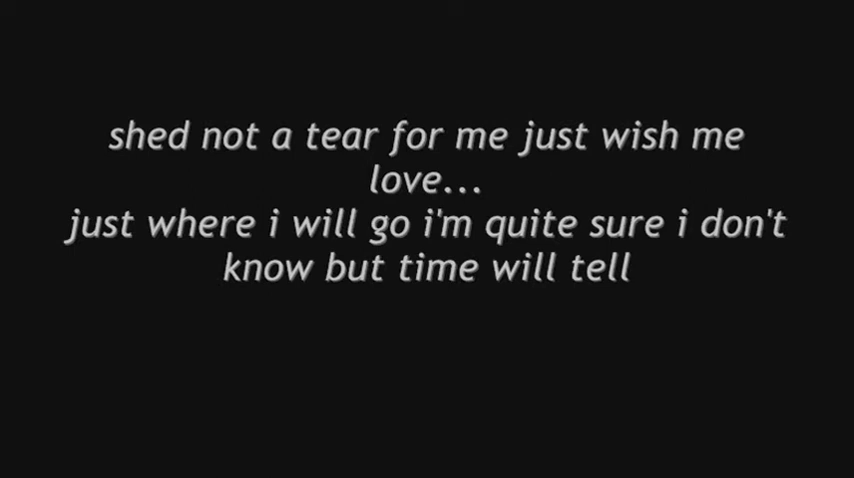 shed not a tear for me just wish me
love...
just where i will go i'm quite sure i don't
know but time will tell